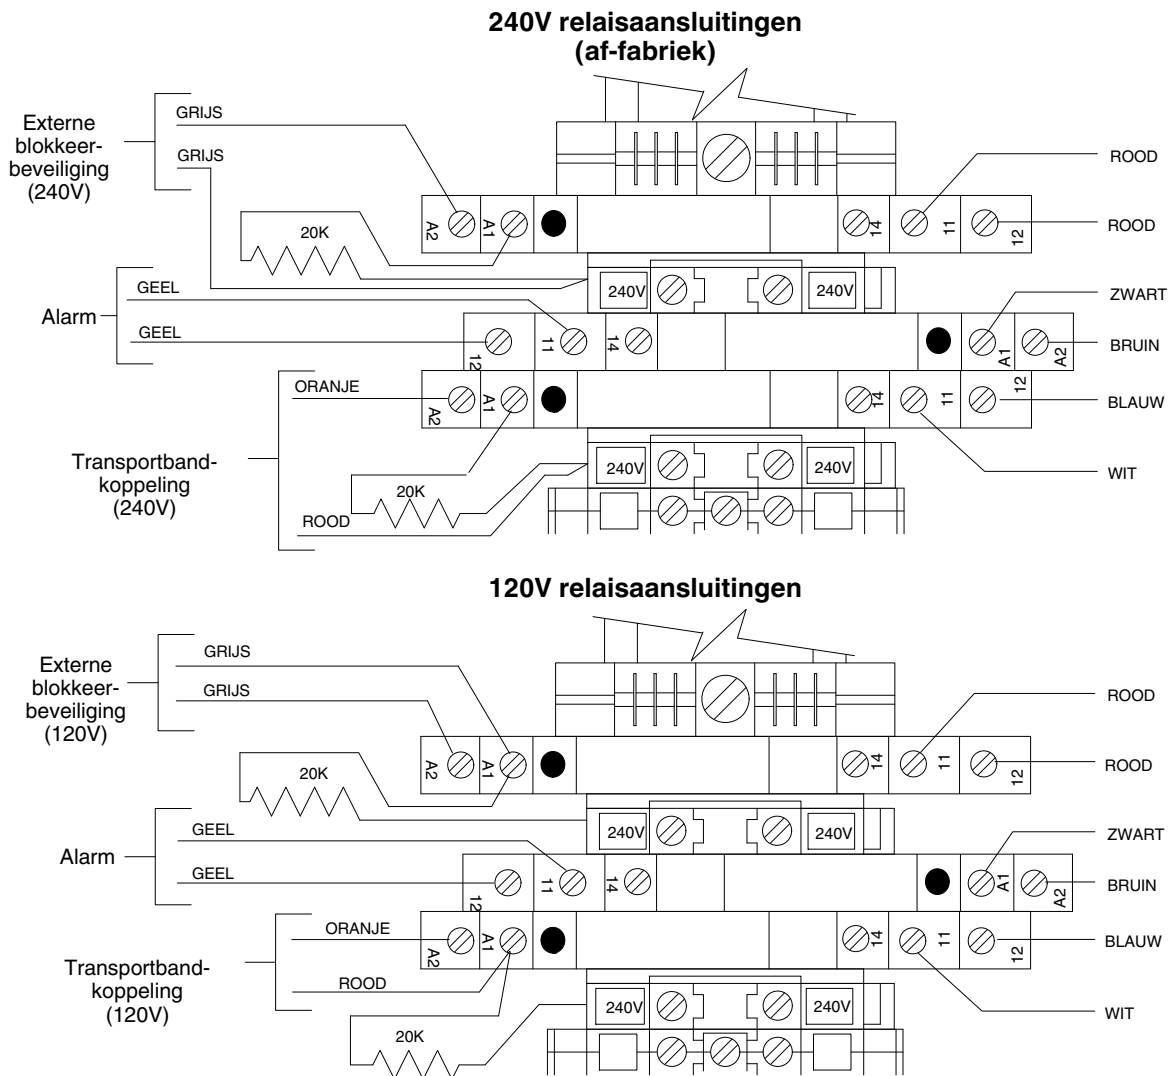 240V relaisaansluitingen
(af-fabriek)
Externe
blokkeer-
beveiliging
(240V)
GRIJS
GRIJS
20K
A2
A1
14
11
12
ROOD
ROOD
240V
240V
Alarm
GEEL
GEEL
12
11
14
A1
A2
ZWART
BRUIN
Transportband-
koppeling
(240V)
ORANJE
A2
A1
14
11
12
BLAUW
WIT
20K
ROOD
240V
240V
120V relaisaansluitingen
Externe
blokkeer-
beveiliging
(120V)
GRIJS
GRIJS
20K
A2
A1
14
11
12
ROOD
ROOD
240V
240V
Alarm
GEEL
GEEL
12
11
14
A1
A2
ZWART
BRUIN
Transportband-
koppeling
(120V)
ORANJE
ROOD
A2
A1
14
11
12
BLAUW
WIT
20K
240V
240V